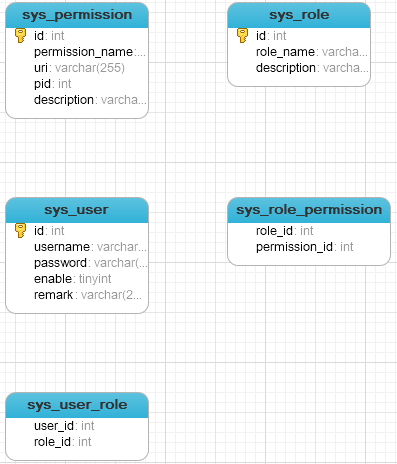 sys_permission
id: int
permission_name:...
uri: varchar(255)
pid: int
description: varcha...
sys_role
id: int
role_name: varcha...
description: varcha...
sys_user
id: int
username: varchar...
password: varchar(...
enable: tinyint
remark: varchar(2...
sys_role_permission
role_id: int
permission_id: int
sys_user_role
user_id: int
role_id: int